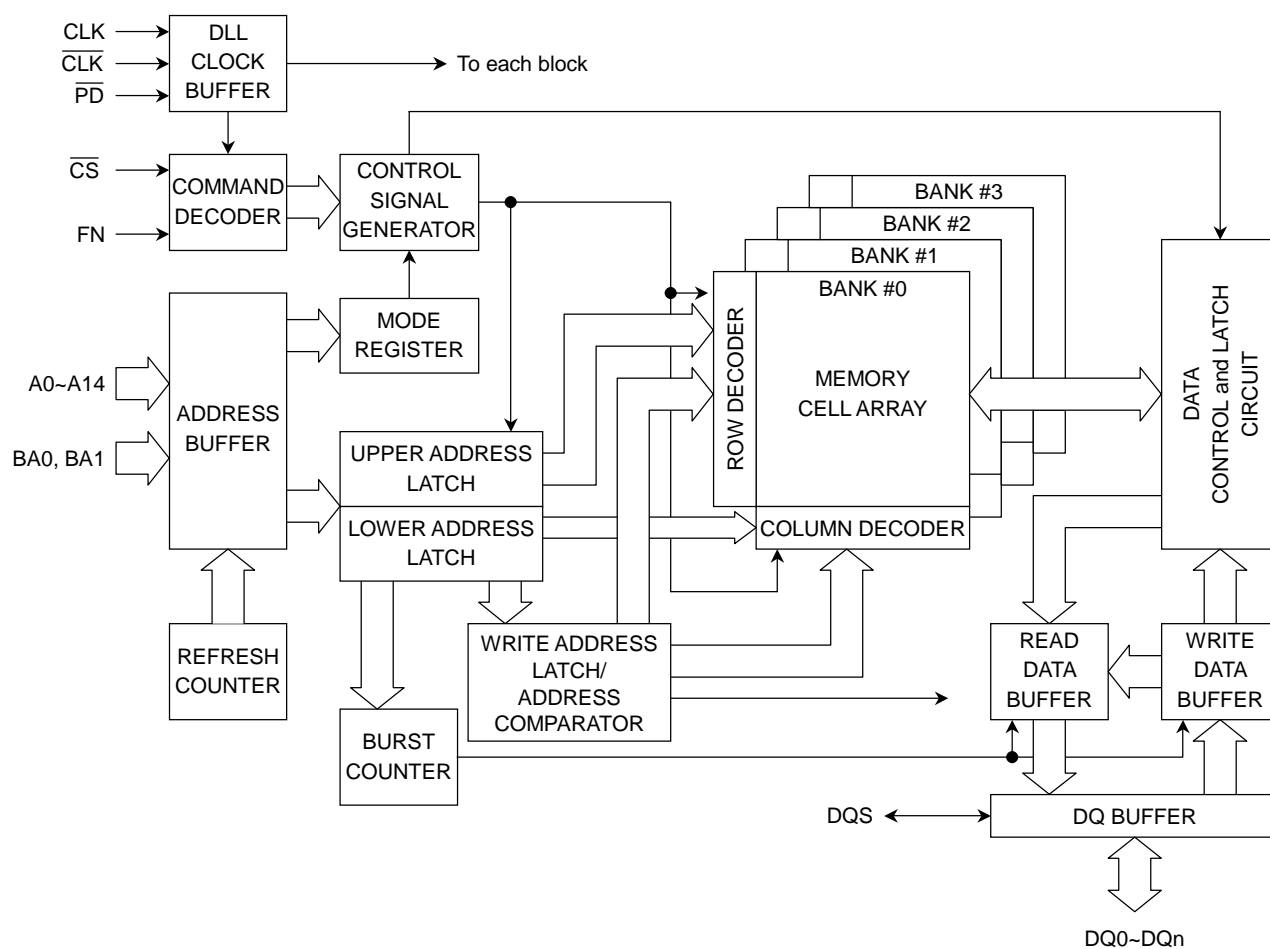 CLK
CLK
PD
DLL
CLOCK
BUFFER
To each block
CS
FN
COMMAND
DECODER
CONTROL
SIGNAL
GENERATOR
BANK #3
BANK #2
BANK #1
BANK #0
MODE
REGISTER
A0~A14
BA0, BA1
ADDRESS
BUFFER
ROW DECODER
MEMORY
CELL ARRAY
DATA
CONTROL and LATCH
CIRCUIT
UPPER ADDRESS
LATCH
LOWER ADDRESS
LATCH
COLUMN DECODER
REFRESH
COUNTER
WRITE ADDRESS
LATCH/
ADDRESS
COMPARATOR
READ
DATA
BUFFER
WRITE
DATA
BUFFER
BURST
COUNTER
DQS
DQ BUFFER
DQ0~DQn